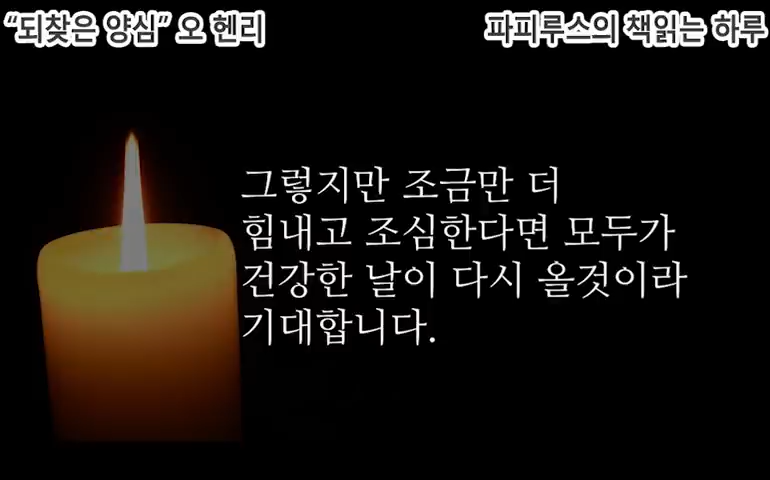 “되찾은 양심” 오 헨리
파피루스의 책읽는 하루
그렇지만 조금만 더
힘내고 조심한다면 모두가
건강한 날이 다시 올것이라
기대합니다.